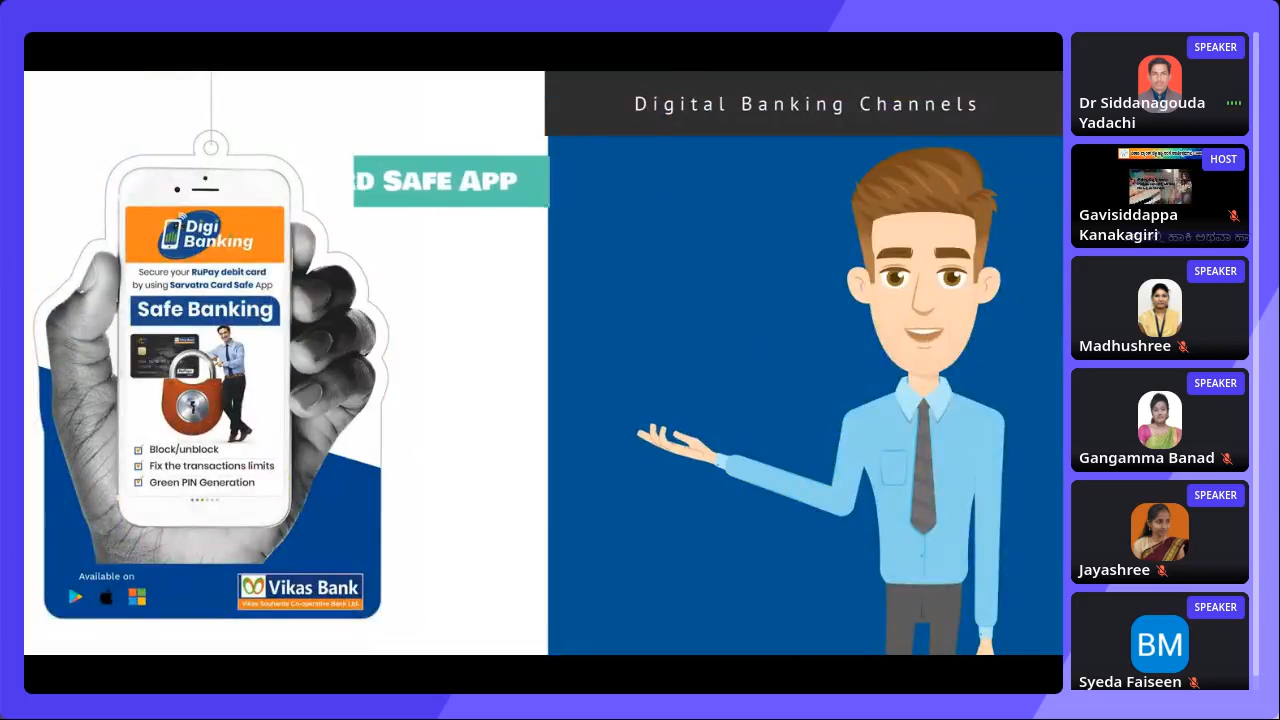 Digital Banking Channels
D SAFE APP
Digi
Banking
Secure your RuPay debit card
by using Sarvatra Card Safe App
Safe Banking
Block/unblock
Fix the transactions limits
Green PIN Generation
Available on
Vikas Bank
Vikas Souharda Co-operative Bank Ltd.
SPEAKER
Dr Siddanagouda
Yadachi
HOST
Gavisiddappa
Kanakagiri
ಹಾಕಿ ಅಥವಾ ಹಾ
SPEAKER
Madhushree
SPEAKER
Gangamma Banad
SPEAKER
Jayashree
SPEAKER
BM
Syeda Faiseen